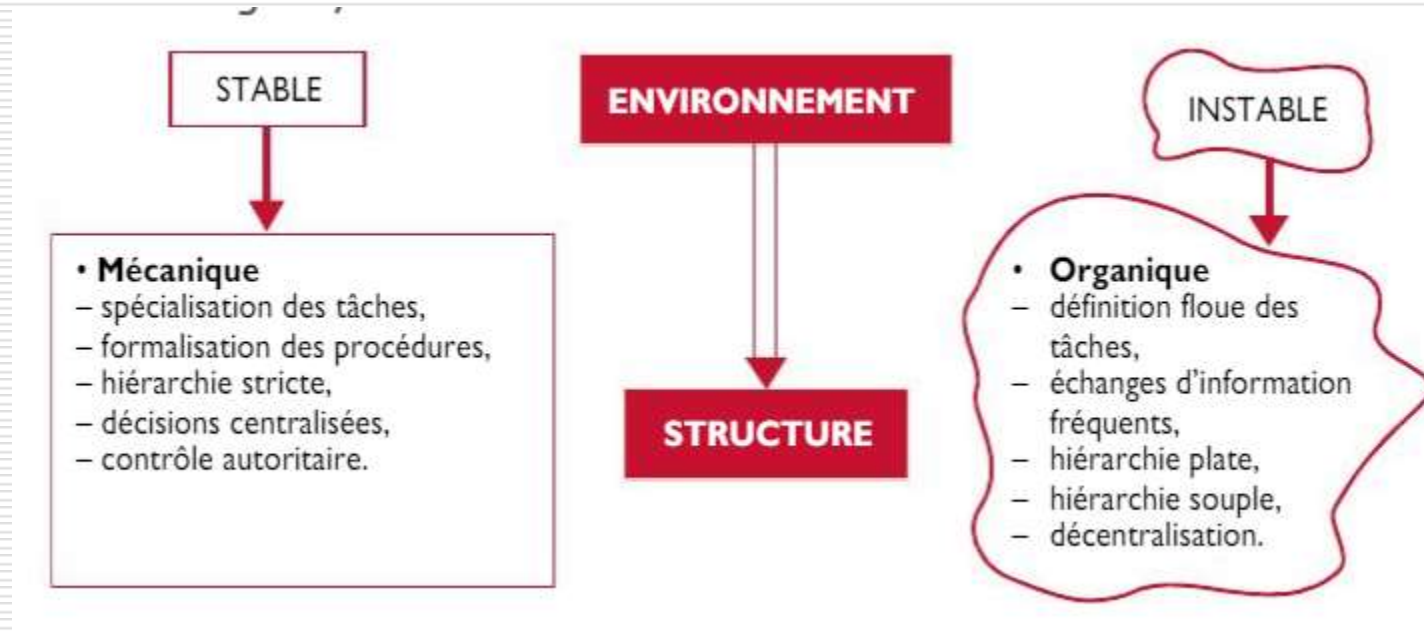 STABLE
ENVIRONNEMENT
INSTABLE
• Mécanique
– spécialisation des tâches,
– formalisation des procédures,
– hiérarchie stricte,
– décisions centralisées,
– contrôle autoritaire.
STRUCTURE
• Organique
– définition floue des
tâches,
– échanges d’information
fréquents,
– hiérarchie plate,
– hiérarchie souple,
– décentralisation.